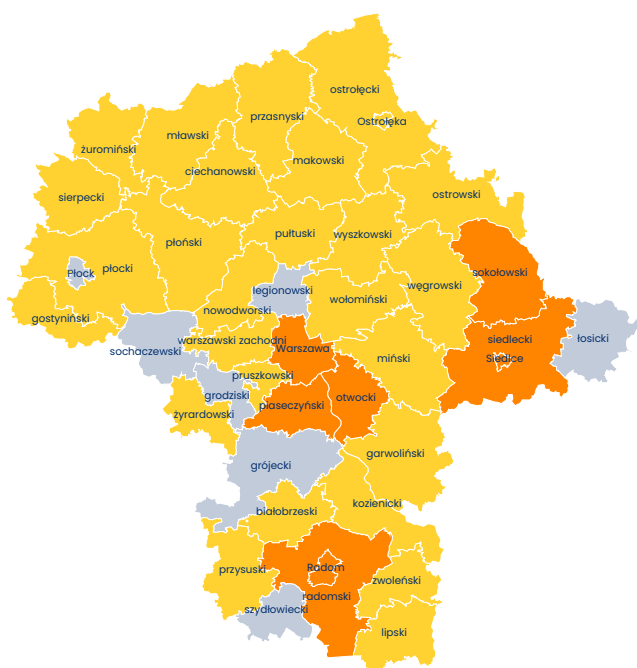 ostrołęcki
przasnyski
Ostrołęka
mławski
żuromiński
makowski
ciechanowski
sierpecki
ostrowski
pułtuski
wyszkowski
płoński
płocki
Płock
sokołowski
węgrowski
legionowski
wołomiński
nowodworski
gostyniński
warszawski zachodni
siedlecki
łosicki
Warszawa
sochaczewski
miński
Siedlce
pruszkowski
grodziski
otwocki
piaseczyński
żyrardowski
garwoliński
grójecki
kozienicki
białobrzeski
Radom
przysuski
zwoleński
radomski
szydłowiecki
lipski